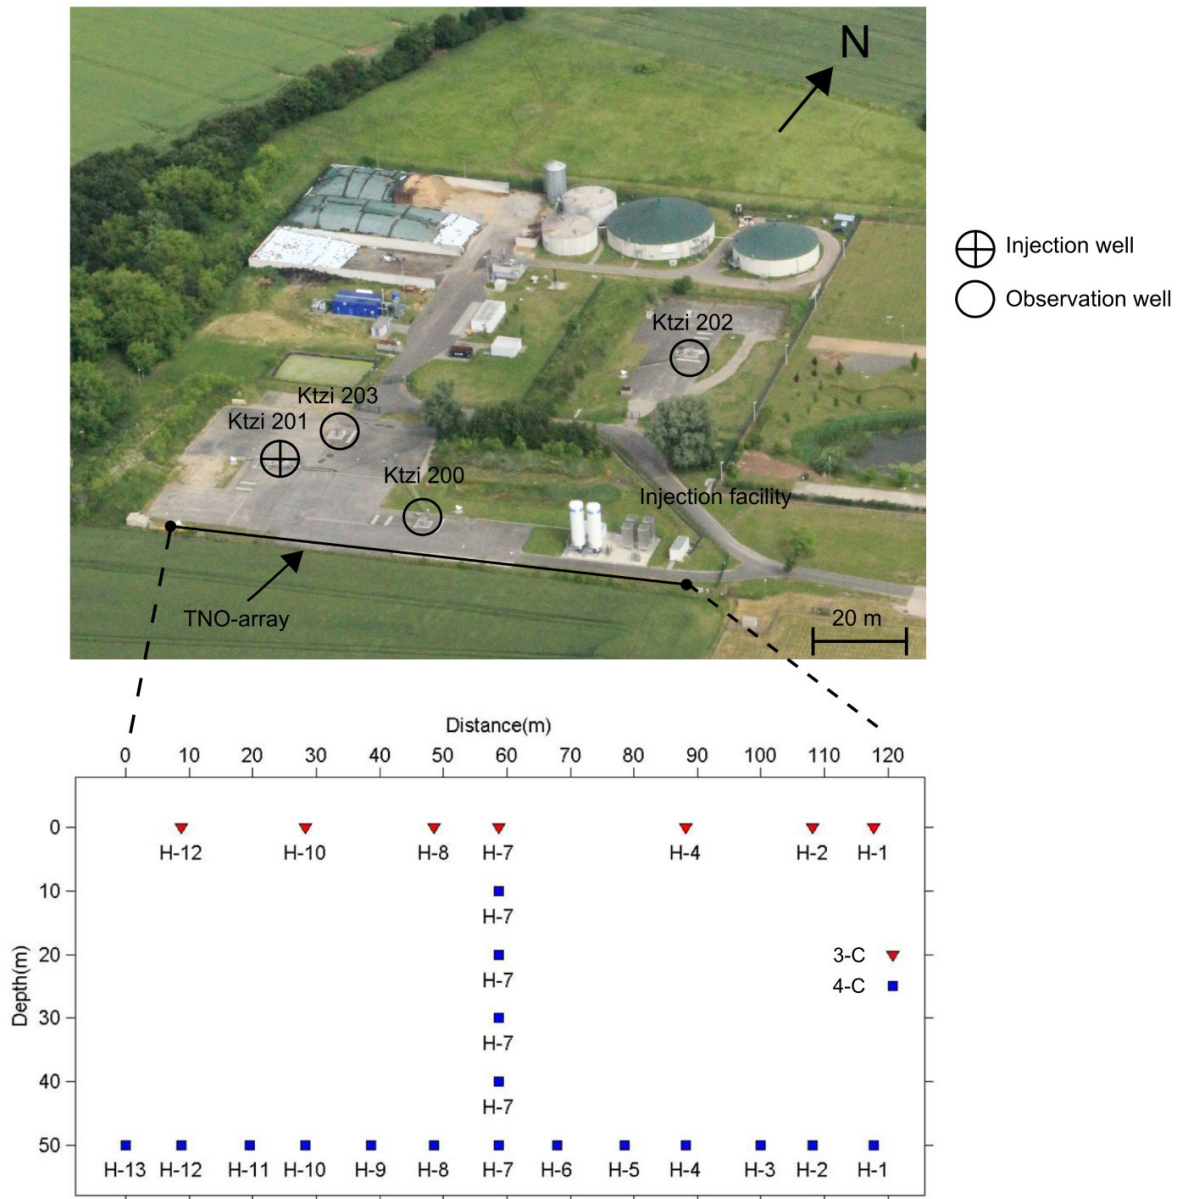 N
Injection well
Observation well
Ktzi 202
Ktzi 203
Ktzi 201
Ktzi 200
Injection facility
TNO-array
20 m
Distance(m)
0 10 20 30 40 50 60 70 80 90 100 110 120
Depth(m)
0
H-12 H-10 H-8 H-7 H-4 H-2 H-1
10
H-7
20
3-C
H-7
4-C
30
H-7
40
H-7
50
H-13 H-12 H-11 H-10 H-9 H-8 H-7 H-6 H-5 H-4 H-3 H-2 H-1